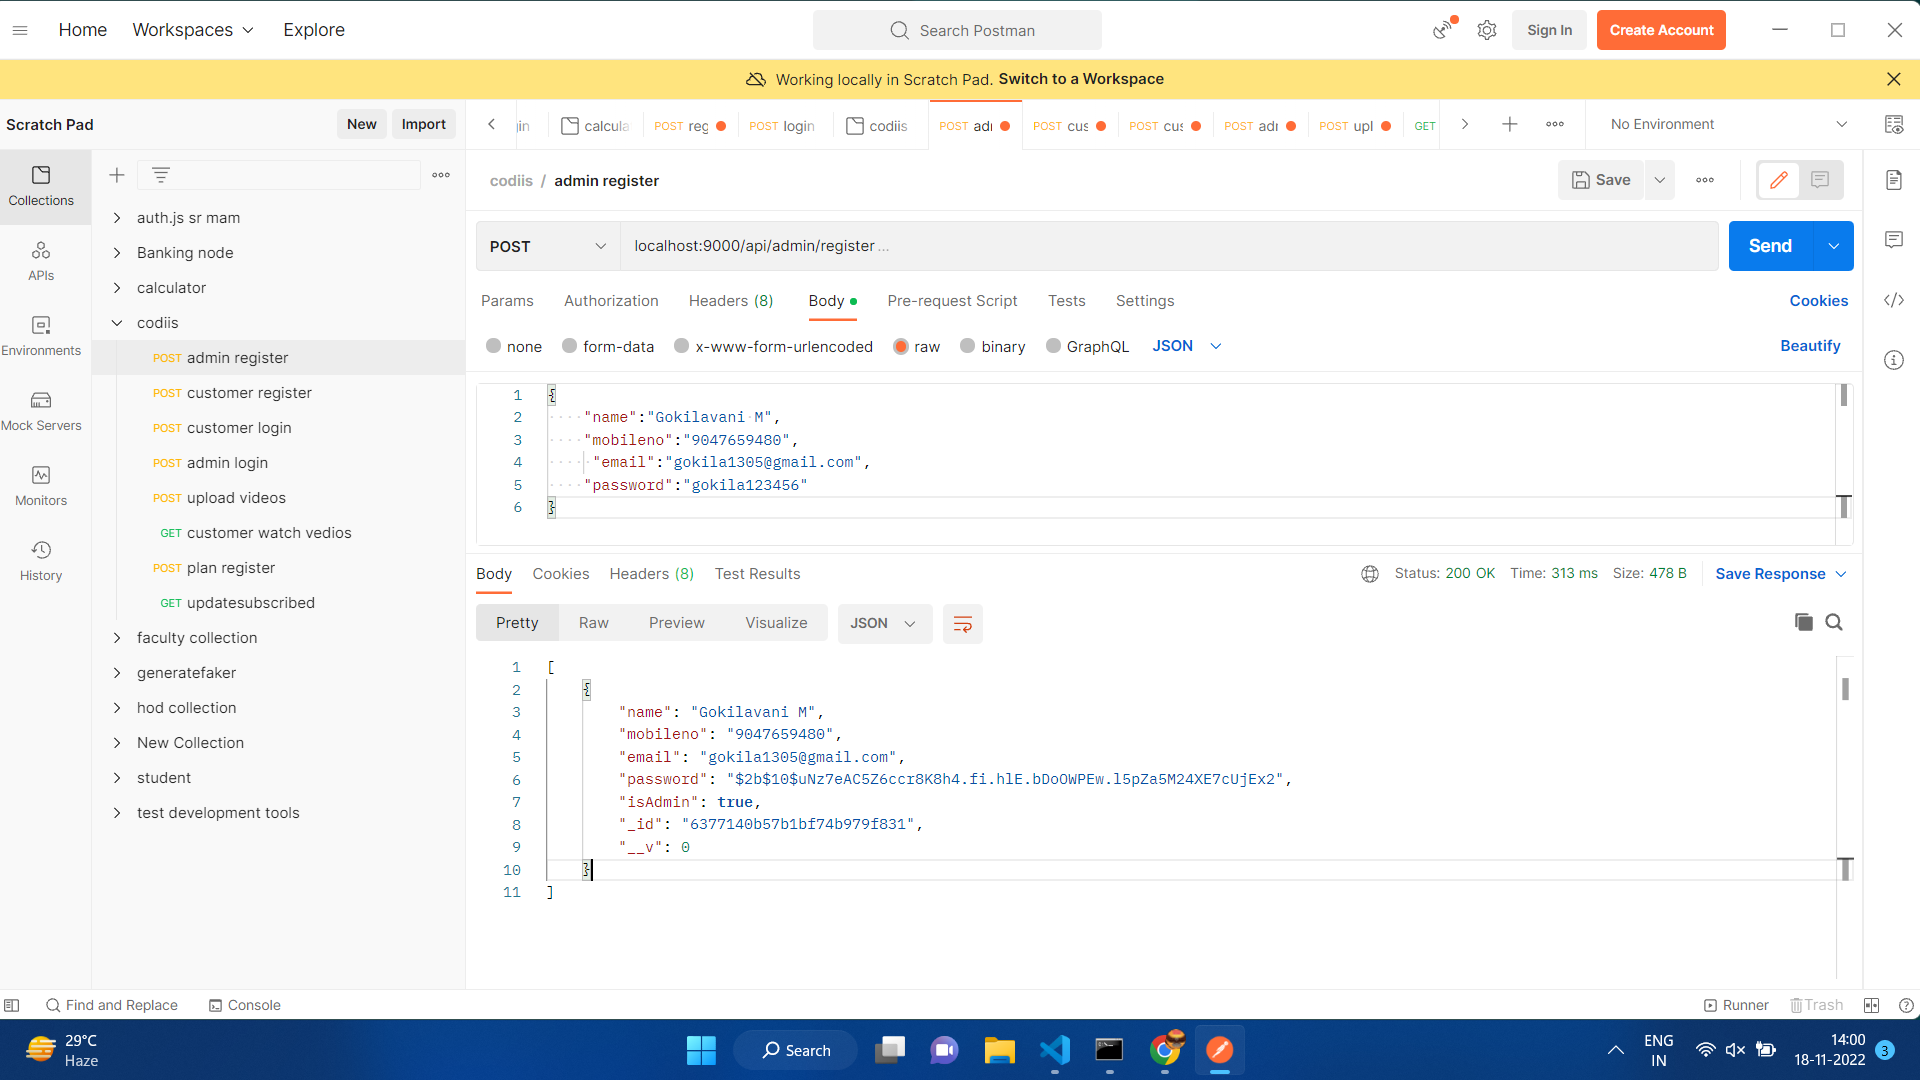 Home Workspaces Explore Search Postman Sign In Create Account
Working locally in Scratch Pad. Switch to a Workspace
Scratch Pad New Import
calcula POST reg POST login codiis POST adı POST cus POST cus POST adı POST upl GET No Environment
Collections
APIs
Environments
Mock Servers
Monitors
History
auth.js sr mam
Banking node
calculator
codiis
POST admin register
POST customer register
POST customer login
POST admin login
POST upload videos
GET customer watch vedios
POST plan register
GET updatesubscribed
faculty collection
generatefaker
hod collection
New Collection
student
test development tools
codiis / admin register Save
POST localhost:9000/api/admin/register ... Send
Params Authorization Headers (8) Body Pre-request Script Tests Settings Cookies
none form-data x-www-form-urlencoded raw binary GraphQL JSON Beautify
1 {
2 "name":"Gokilavani M",
3 "mobileno":"9047659480",
4 "email":"gokila1305@gmail.com",
5 "password":"gokila123456"
6 }
Body Cookies Headers (8) Test Results Status: 200 OK Time: 313 ms Size: 478 B Save Response
Pretty Raw Preview Visualize JSON
1 [
2 {
3 "name": "Gokilavani M",
4 "mobileno": "9047659480",
5 "email": "gokila1305@gmail.com",
6 "password": "$2b$10$uNz7eAC5Z6ccr8K8h4.fi.hlE.bDoOWPEw.l5pZa5M24XE7cUjEx2",
7 "isAdmin": true,
8 "_id": "6377140b57b1bf74b979f831",
9 "__v": 0
10 }
11 ]
Find and Replace Console Runner Trash
29°C
Haze
Search
ENG
IN
14:00
18-11-2022
3